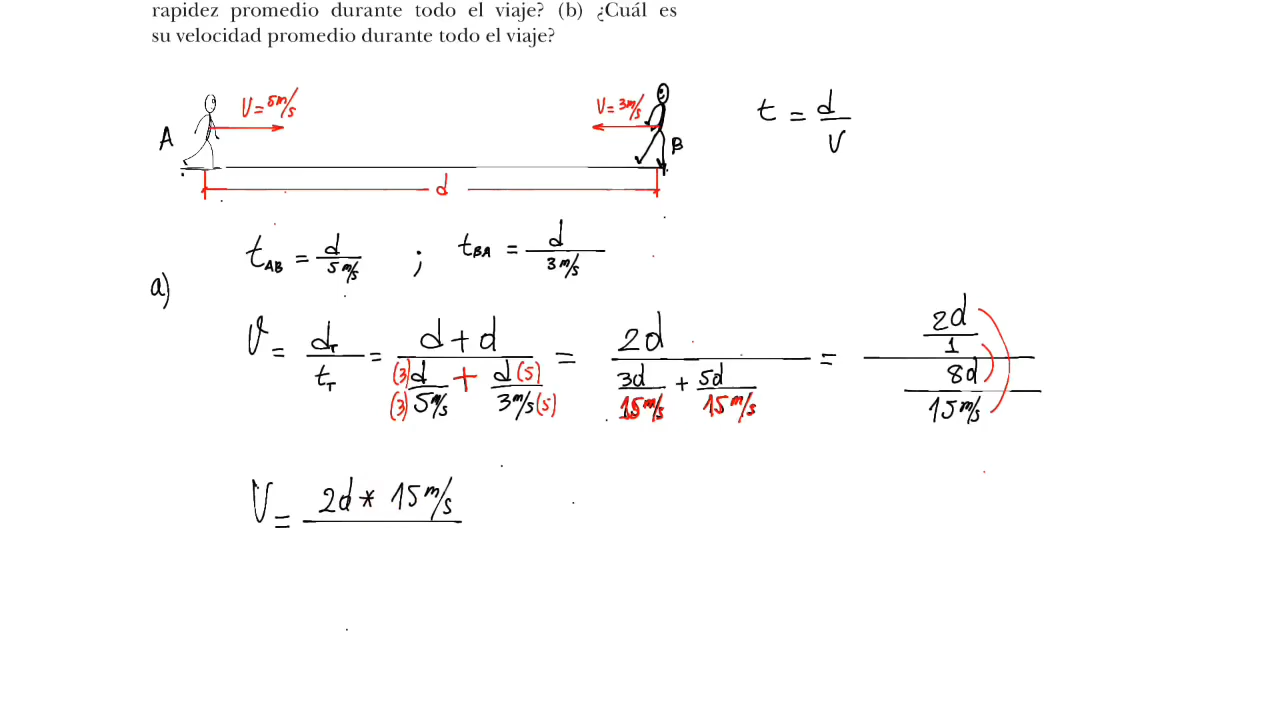 rapidez promedio durante todo el viaje? (b) ¿Cuál es
su velocidad promedio durante todo el viaje?
A V=5m/s V=3m/s B t = d/V
d
tAB = d/5m/s ; tBA = d/3m/s
a)
V = dT/tT = (d+d)/((3)d/(3)5m/s + d(5)/3m/s(5)) = 2d/(3d/15m/s + 5d/15m/s) = (2d/1)/(8d/15m/s)
V = 2d * 15m/s